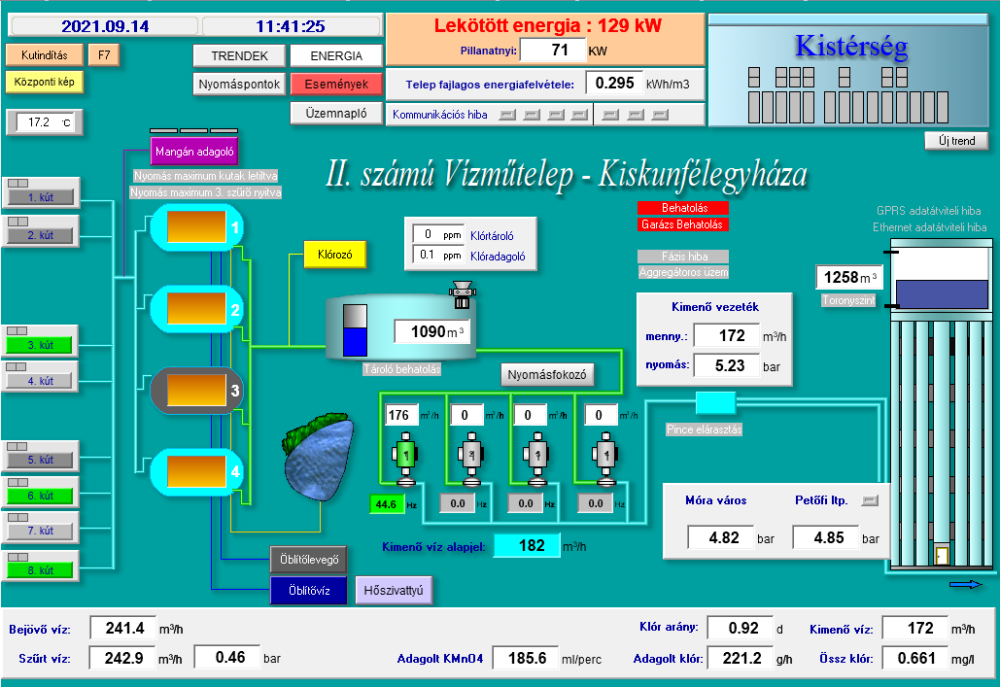 2021.09.14
11:41:25
Lekötött energia : 129 kW
Pillanatnyi: 71 KW
Kistérség
Kutindítás F7
TRENDEK ENERGIA
Központi kép
Nyomáspontok Események
Telep fajlagos energiafelvétele: 0.295 kWh/m3
Üzemnapló
Kommunikációs hiba
17.2 °C
Új trend
Mangán adagoló
II. számú Vízműtelep - Kiskunfélegyháza
Nyomás maximum kutak letiltva
Nyomás maximum 3. szűrő nyitva
1. kút
2. kút
3. kút
4. kút
5. kút
6. kút
7. kút
8. kút
1
2
3
4
Klórozó
0 ppm Klórtároló
0.1 ppm Klóradagoló
Behatolás
Garázs Behatolás
Fázis hiba
Aggregátoros üzem
GPRS adatátviteli hiba
Ethernet adatátviteli hiba
1258 m³
Toronyszint
1090 m³
Tároló behatolás
Nyomásfokozó
Kimenő vezeték
menny.: 172 m³/h
nyomás: 5.23 bar
176 m³/h 0 m³/h 0 m³/h 0 m³/h
44.6 Hz 0.0 Hz 0.0 Hz 0.0 Hz
Pince elárasztás
Kimenő víz alapjel: 182 m³/h
Móra város Petőfi ltp.
4.82 bar 4.85 bar
Öblítőlevegő
Öblítővíz
Hőszivattyú
Bejövő víz: 241.4 m³/h
Szűrt víz: 242.9 m³/h 0.46 bar
Adagolt KMnO4 185.6 ml/perc
Klór arány: 0.92 d
Adagolt klór: 221.2 g/h
Kimenő víz: 172 m³/h
Össz klór: 0.661 mg/l